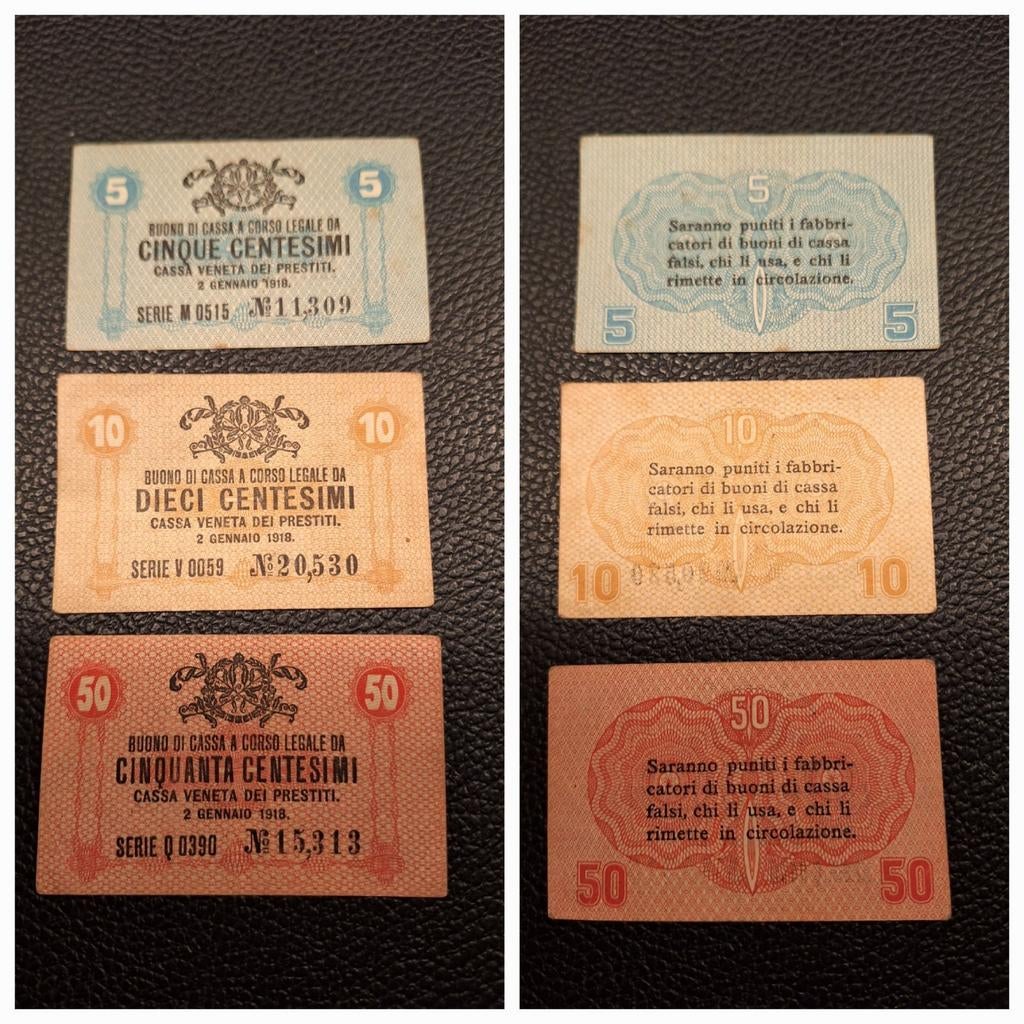 5 5
BUONO DI CASSA A CORSO LEGALE DA
CINQUE CENTESIMI
CASSA VENETA DEI PRESTITI.
2 GENNAIO 1918.
SERIE M 0515 № 11,309
10 10
BUONO DI CASSA A CORSO LEGALE DA
DIECI CENTESIMI
CASSA VENETA DEI PRESTITI.
2 GENNAIO 1918.
SERIE V 0059 № 20,530
50 50
BUONO DI CASSA A CORSO LEGALE DA
CINQUANTA CENTESIMI
CASSA VENETA DEI PRESTITI.
2 GENNAIO 1918.
SERIE Q 0390 № 15,313
5
Saranno puniti i fabbri-
catori di buoni di cassa
falsi, chi li usa, e chi li
rimette in circolazione.
5 5
10
Saranno puniti i fabbri-
catori di buoni di cassa
falsi, chi li usa, e chi li
rimette in circolazione.
10 10
50
Saranno puniti i fabbri-
catori di buoni di cassa
falsi, chi li usa, e chi li
rimette in circolazione.
50 50